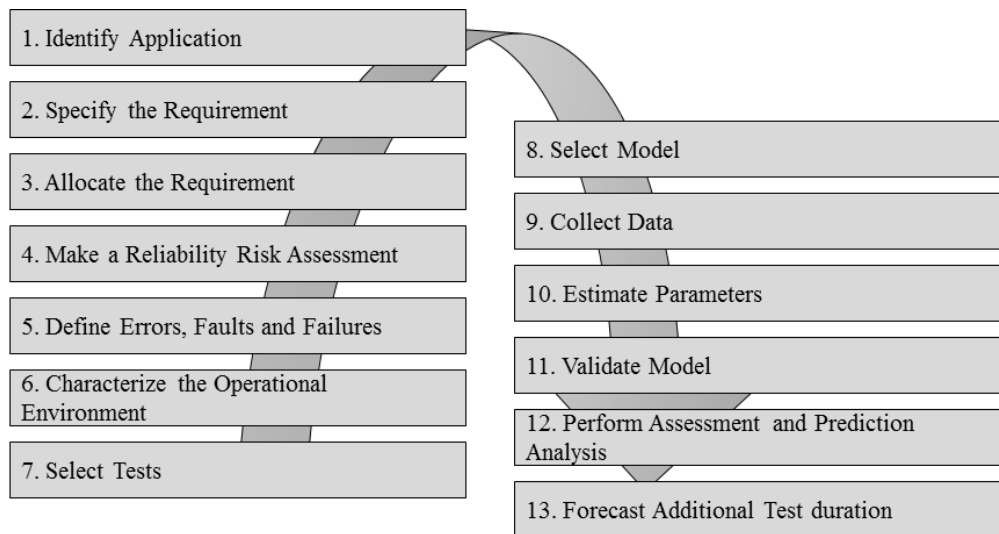 1. Identify Application
2. Specify the Requirement
3. Allocate the Requirement
4. Make a Reliability Risk Assessment
5. Define Errors, Faults and Failures
6. Characterize the Operational
Environment
7. Select Tests
8. Select Model
9. Collect Data
10. Estimate Parameters
11. Validate Model
12. Perform Assessment and Prediction
Analysis
13. Forecast Additional Test duration